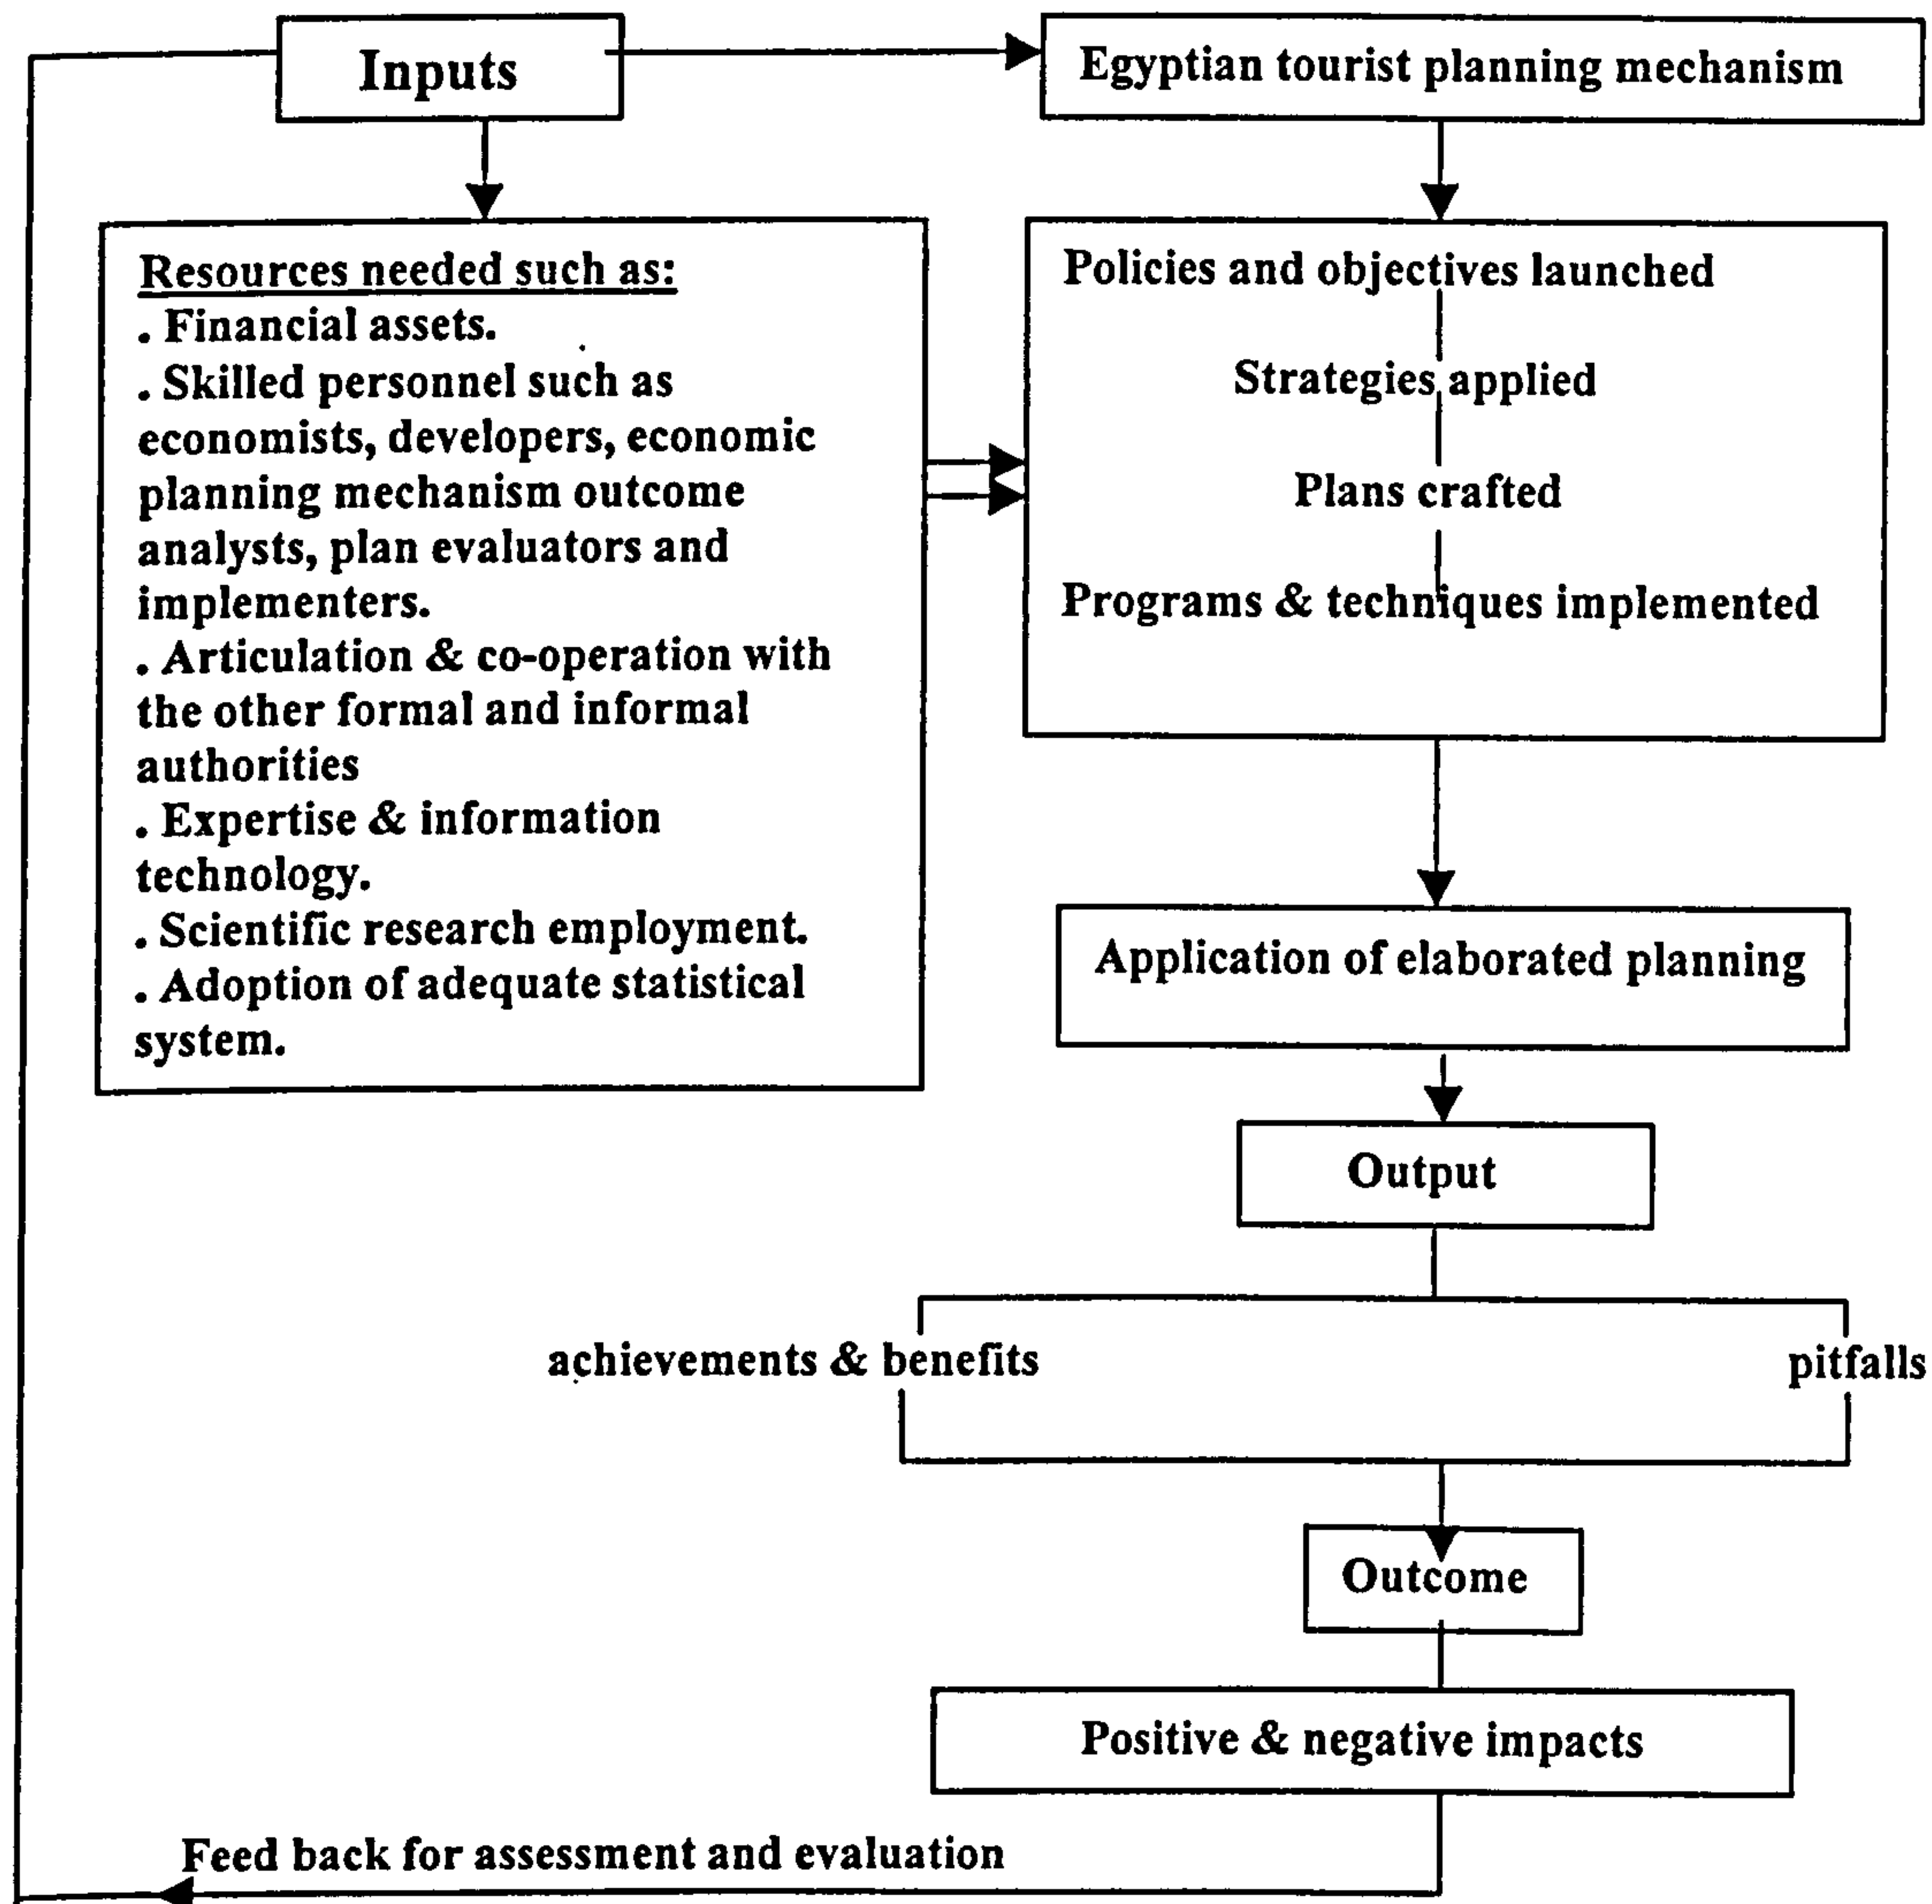 Inputs
Egyptian tourist planning mechanism
Resources needed such as:
. Financial assets.
. Skilled personnel such as
economists, developers, economic
planning mechanism outcome
analysts, plan evaluators and
implementers.
. Articulation & co-operation with
the other formal and informal
authorities
. Expertise & information
technology.
. Scientific research employment.
. Adoption of adequate statistical
system.
Policies and objectives launched
Strategies applied
Plans crafted
Programs & techniques implemented
Application of elaborated planning
Output
achievements & benefits
pitfalls
Outcome
Positive & negative impacts
Feed back for assessment and evaluation